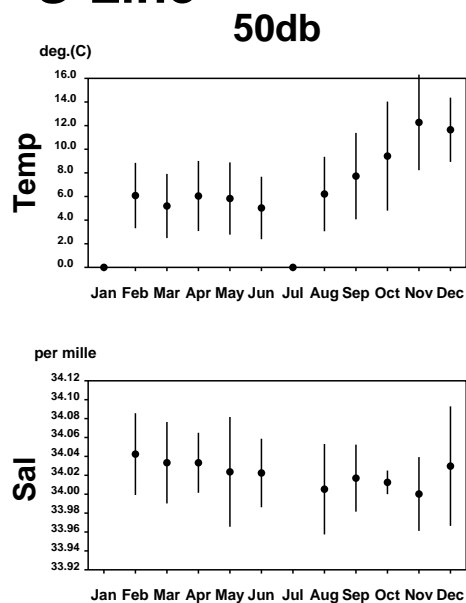 50db
deg.(C)
16.0
14.0
12.0
10.0
8.0
6.0
4.0
2.0
0.0
Temp
Jan Feb Mar Apr May Jun Jul Aug Sep Oct Nov Dec
per mille
34.12
34.10
34.08
34.06
34.04
34.02
34.00
33.96
33.94
33.92
Sal
Jan Feb Mar Apr May Jun Jul Aug Sep Oct Nov Dec